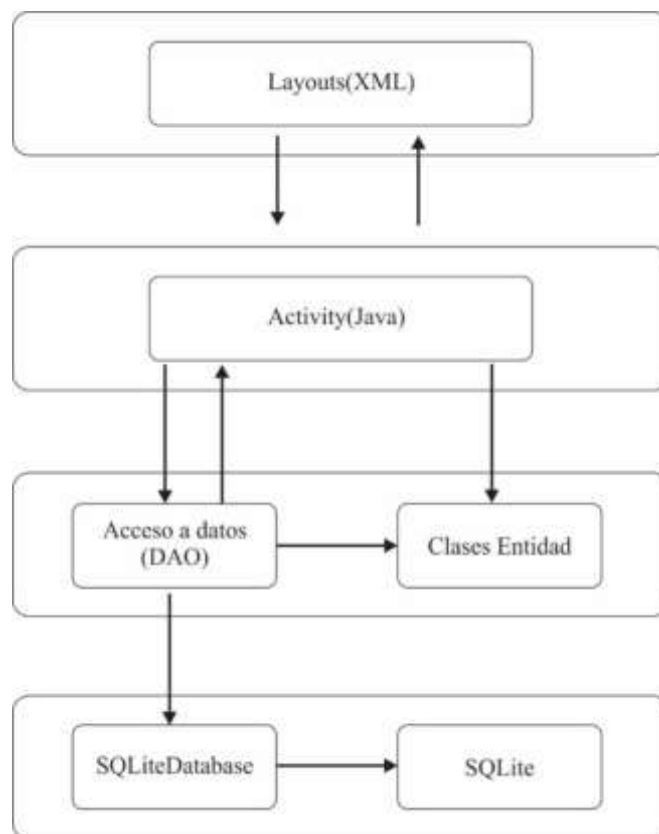 Layouts(XML)
Activity(Java)
Acceso a datos
(DAO)
Clases Entidad
SQLiteDatabase
SQLite